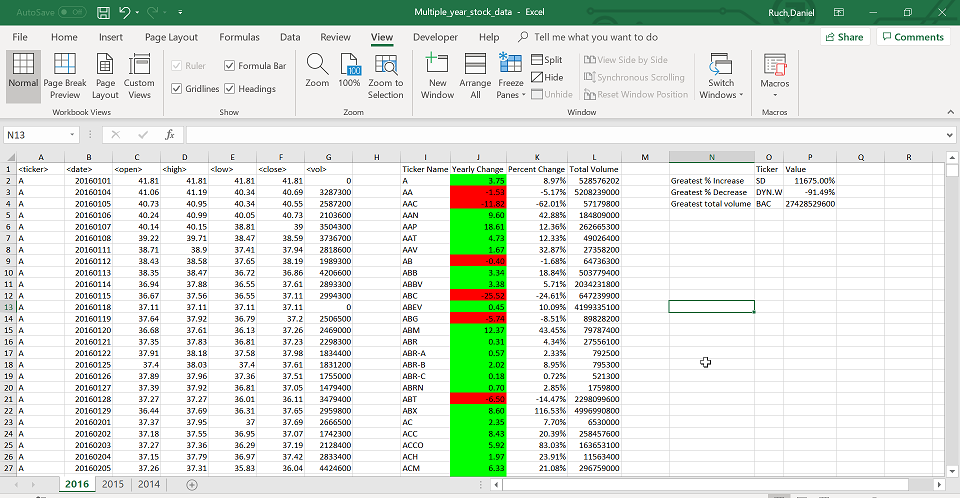 AutoSave Off Multiple_year_stock_data - Excel Ruch,Daniel
File Home Insert Page Layout Formulas Data Review View Developer Help Tell me what you want to do Share Comments
Normal Page Break Preview Page Layout Custom Views Ruler Formula Bar Gridlines Headings Zoom 100% Zoom to Selection New Window Arrange All Freeze Panes Split Hide Unhide View Side by Side Synchronous Scrolling Reset Window Position Switch Windows Macros
Workbook Views Show Zoom Window Macros
N13 fx
A B C D E F G H I J K L M N O P Q R
1 <ticker> <date> <open> <high> <low> <close> <vol> Ticker Name Yearly Change Percent Change Total Volume Ticker Value
2 A 20160101 41.81 41.81 41.81 41.81 0 A 3.75 8.97% 528576202 Greatest % Increase SD 11675.00%
3 A 20160104 41.06 41.19 40.34 40.69 3287300 AA -1.53 -5.17% 5208239000 Greatest % Decrease DYN.W -91.49%
4 A 20160105 40.73 40.95 40.34 40.55 2587200 AAC -11.82 -62.01% 57179800 Greatest total volume BAC 27428529600
5 A 20160106 40.24 40.99 40.05 40.73 2103600 AAN 9.60 42.88% 184809000
6 A 20160107 40.14 40.15 38.81 39 3504300 AAP 18.61 12.36% 262665300
7 A 20160108 39.22 39.71 38.47 38.59 3736700 AAT 4.73 12.33% 49026400
8 A 20160111 38.71 38.9 37.41 37.94 2818600 AAV 1.67 32.87% 27358200
9 A 20160112 38.43 38.58 37.65 38.19 1989300 AB -0.40 -1.68% 64736300
10 A 20160113 38.35 38.47 36.72 36.86 4206600 ABB 3.34 18.84% 503779400
11 A 20160114 36.94 37.88 36.55 37.61 2893300 ABBV 3.38 5.71% 2034231800
12 A 20160115 36.67 37.56 36.55 37.11 2994300 ABC -25.52 -24.61% 647239900
13 A 20160118 37.11 37.11 37.11 37.11 0 ABEV 0.45 10.09% 4199335100
14 A 20160119 37.64 37.92 36.79 37.2 2506500 ABG -5.74 -8.51% 89828200
15 A 20160120 36.68 37.61 36.13 37.26 2469000 ABM 12.37 43.45% 79787400
16 A 20160121 37.35 37.83 36.81 37.23 2298300 ABR 0.31 4.34% 27556100
17 A 20160122 37.91 38.18 37.58 37.98 1834400 ABR-A 0.57 2.33% 792500
18 A 20160125 37.4 38.03 37.4 37.61 1831200 ABR-B 2.02 8.95% 795300
19 A 20160126 37.89 37.96 37.36 37.51 1755000 ABR-C 0.18 0.72% 521300
20 A 20160127 37.39 37.92 36.81 37.05 1479400 ABRN 0.70 2.85% 1759800
21 A 20160128 37.27 37.27 36.01 36.11 3479400 ABT -6.50 -14.47% 2298099600
22 A 20160129 36.44 37.69 36.31 37.65 2959800 ABX 8.60 116.53% 4996990800
23 A 20160201 37.37 37.95 37 37.69 2666500 AC 2.35 7.70% 6530000
24 A 20160202 37.18 37.55 36.95 37.07 1742300 ACC 8.43 20.39% 258457600
25 A 20160203 37.27 37.36 36.29 37.19 2128400 ACCO 5.92 83.03% 163653100
26 A 20160204 37.15 37.79 36.97 37.42 2833400 ACH 1.97 23.91% 11563400
27 A 20160205 37.26 37.31 35.83 36.04 4424600 ACM 6.33 21.08% 296759000
2016 2015 2014